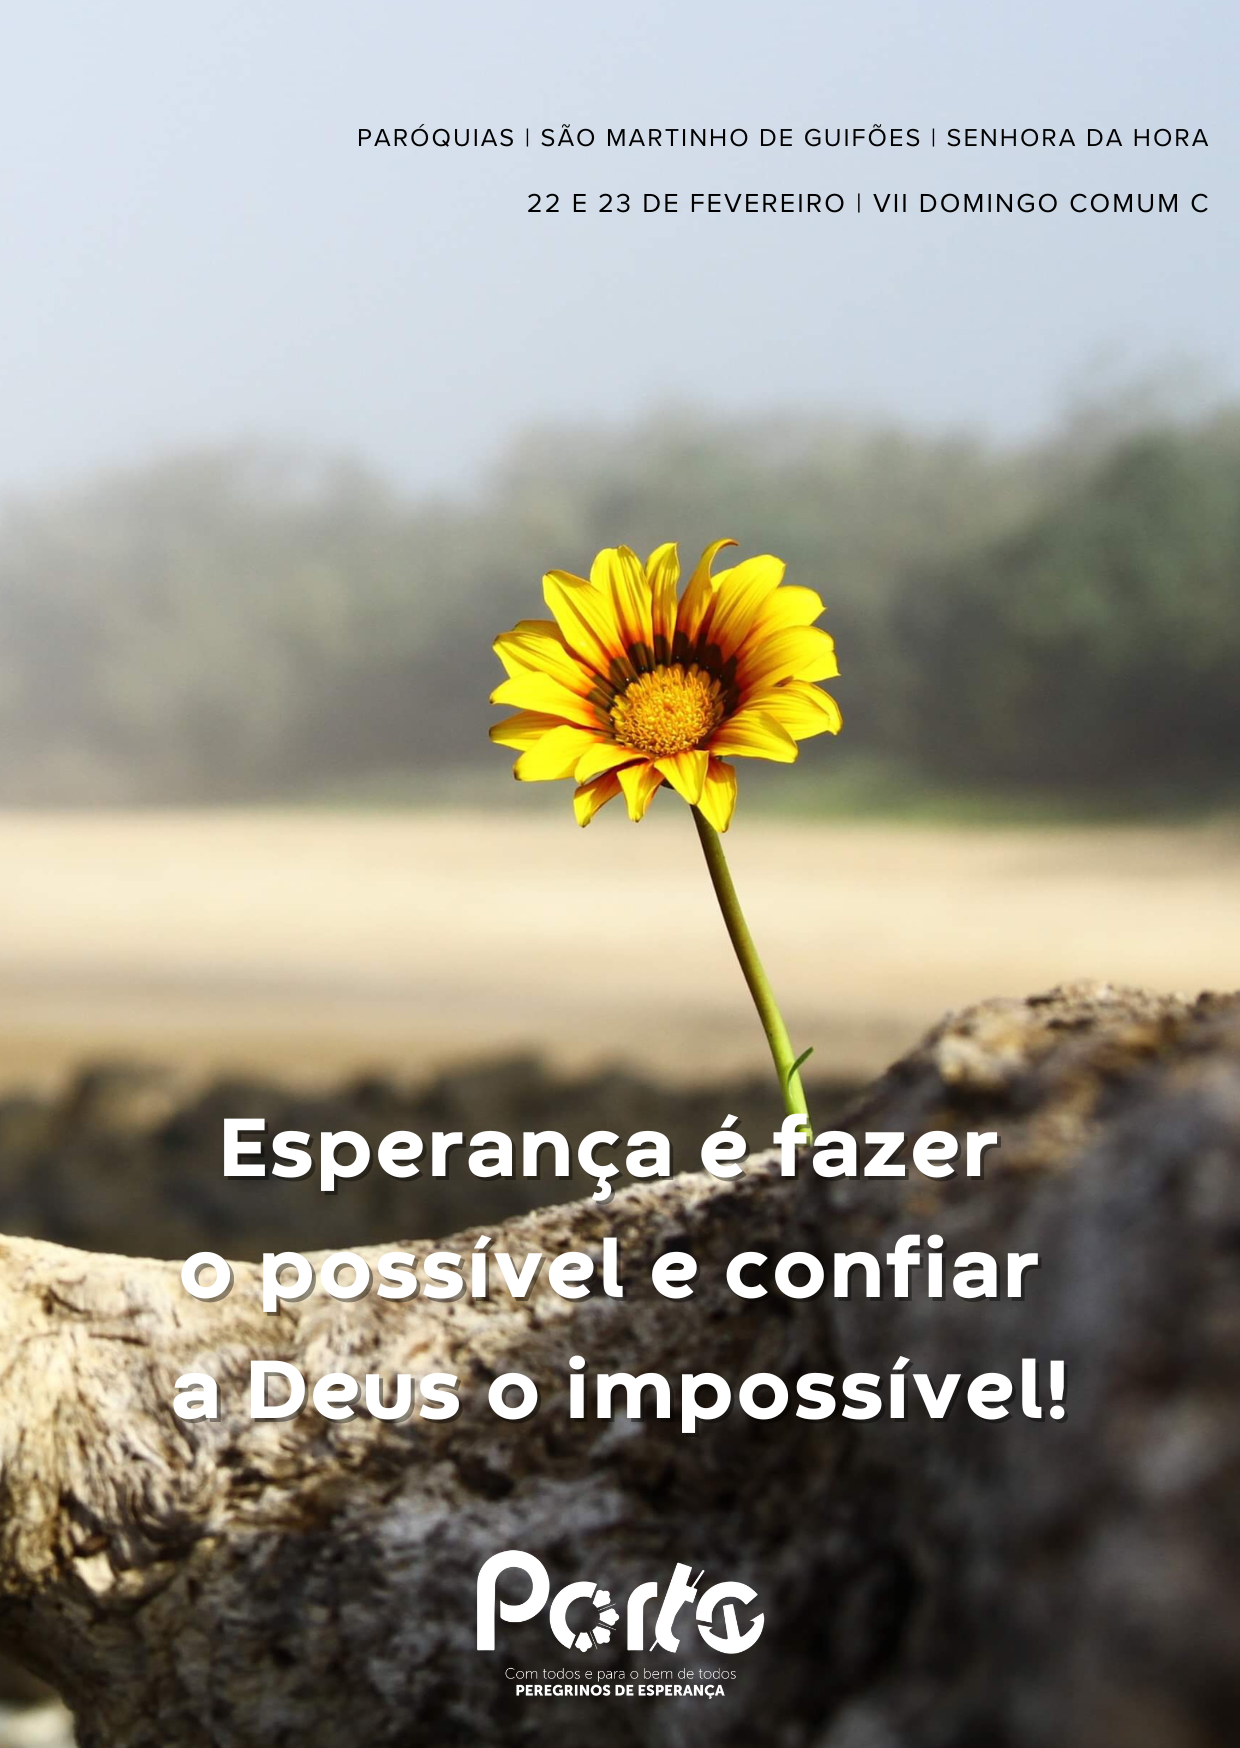 PARÓQUIAS | SÃO MARTINHO DE GUIFÕES | SENHORA DA HORA
22 E 23 DE FEVEREIRO | VII DOMINGO COMUM C
Esperança é fazer
o possível e confiar
a Deus o impossível!
Porto
Com todos e para o bem de todos
PEREGRINOS DE ESPERANÇA